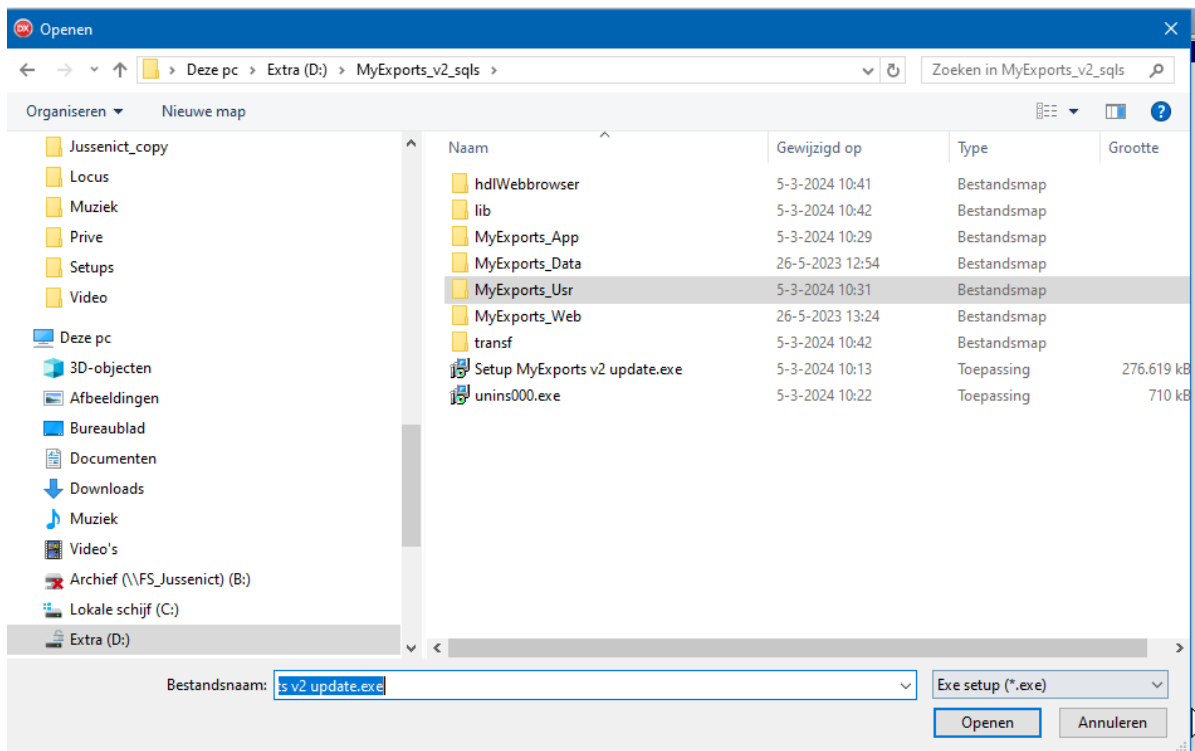 DX Openen
Deze pc > Extra (D:) > MyExports_v2_sqls >
Zoeken in MyExports_v2_sqls
Organiseren
Nieuwe map
?
Jussenict_copy
Locus
Muziek
Prive
Setups
Video
Deze pc
3D-objecten
Afbeeldingen
Bureaublad
Documenten
Downloads
Muziek
Video's
Archief (\\FS_Jussenict) (B:)
Lokale schijf (C:)
Extra (D:)
Naam Gewijzigd op Type Grootte
hdlWebbrowser 5-3-2024 10:41 Bestandsmap
lib 5-3-2024 10:42 Bestandsmap
MyExports_App 5-3-2024 10:29 Bestandsmap
MyExports_Data 26-5-2023 12:54 Bestandsmap
MyExports_Usr 5-3-2024 10:31 Bestandsmap
MyExports_Web 26-5-2023 13:24 Bestandsmap
transf 5-3-2024 10:42 Bestandsmap
Setup MyExports v2 update.exe 5-3-2024 10:13 Toepassing 276.619 kB
unins000.exe 5-3-2024 10:22 Toepassing 710 kB
Bestandsnaam: ts v2 update.exe
Exe setup (*.exe)
Openen
Annuleren